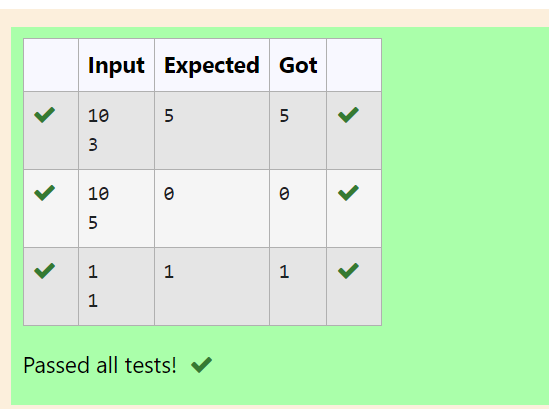 Input Expected Got
10 5 5
3
10 0 0
5
1 1 1
1
Passed all tests!